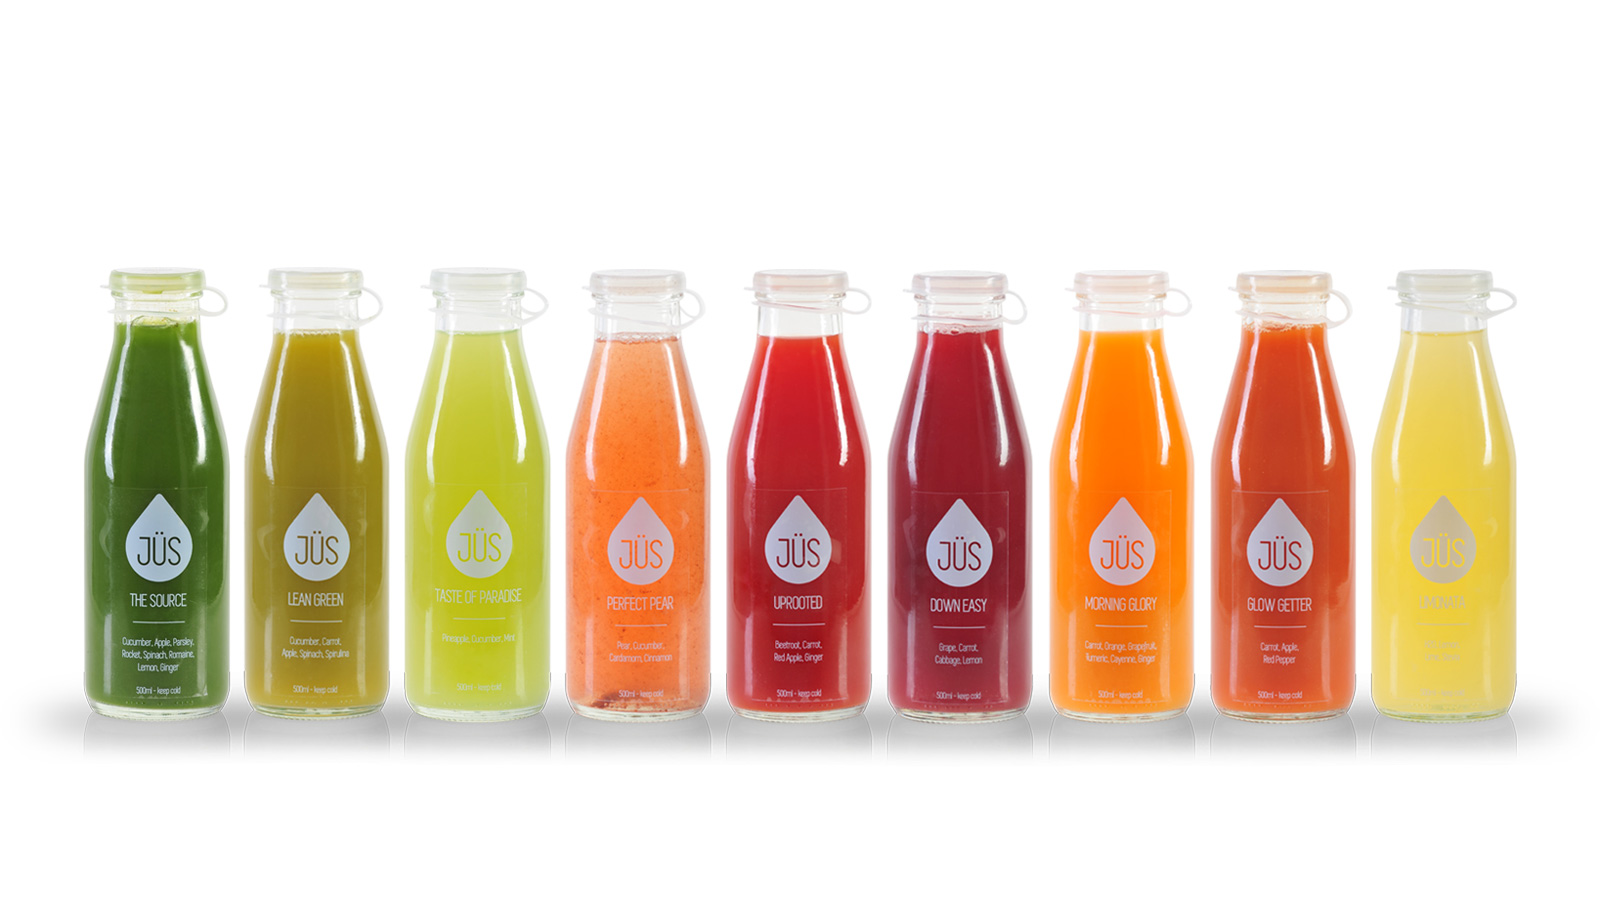 JÜS
THE SOURCE
Cucumber, Apple, Parsley,
Rocket, Spinach, Romaine,
Lemon, Ginger
500ml - keep cold
JÜS
LEAN GREEN
Cucumber, Carrot,
Apple, Spinach, Spirulina
500ml - keep cold
JÜS
TASTE OF PARADISE
Pineapple, Cucumber, Mint
500ml - keep cold
JÜS
PERFECT PEAR
Pear, Cucumber,
Cardamom, Cinnamon
500ml - keep cold
JÜS
UPROOTED
Beetroot, Carrot,
Red Apple, Ginger
500ml - keep cold
JÜS
DOWN EASY
Grape, Carrot,
Cabbage, Lemon
500ml - keep cold
JÜS
MORNING GLORY
Carrot, Orange, Grapefruit,
Turmeric, Cayenne, Ginger
500ml - keep cold
JÜS
GLOW GETTER
Carrot, Apple,
Red Pepper
500ml - keep cold
JÜS
LIMONATA